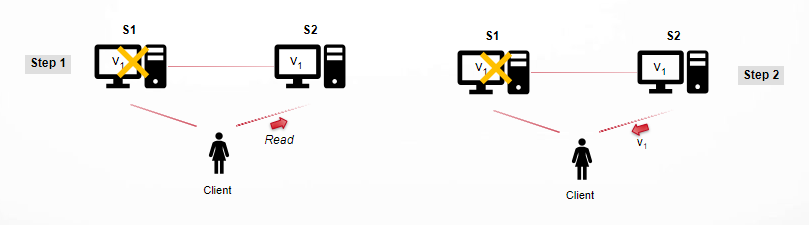 S1
S2
Step 1
V1
V1
Read
Client
S1
S2
Step 2
V1
V1
v1
Client